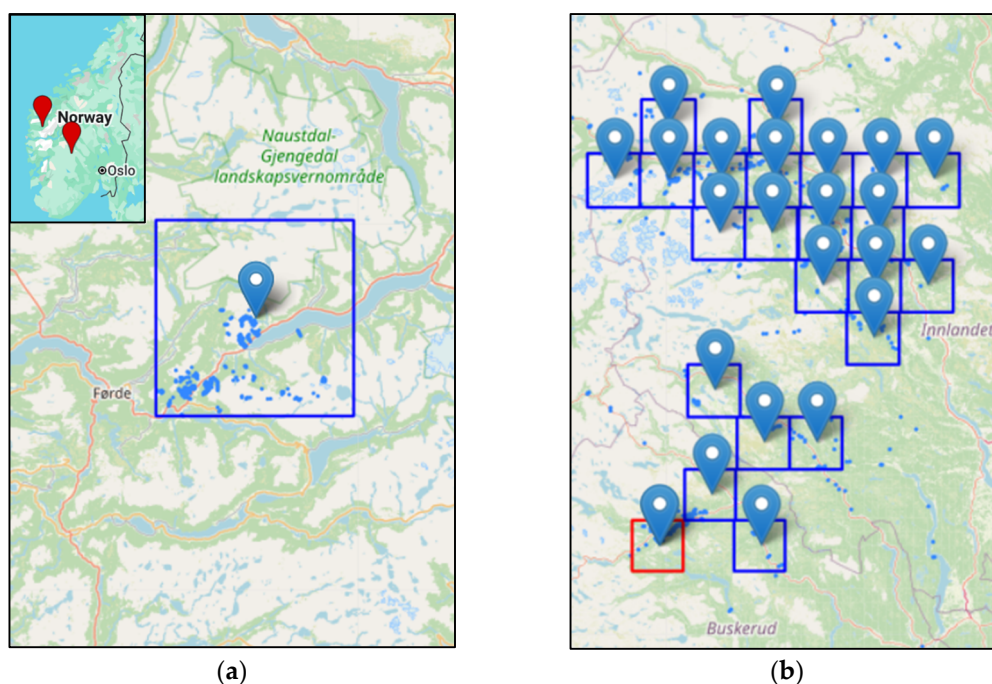 Norway
Oslo
Naustdal-
Gjengedal
landskapsvernområde
Førde
Innlandet
Buskerud
(a)
(b)